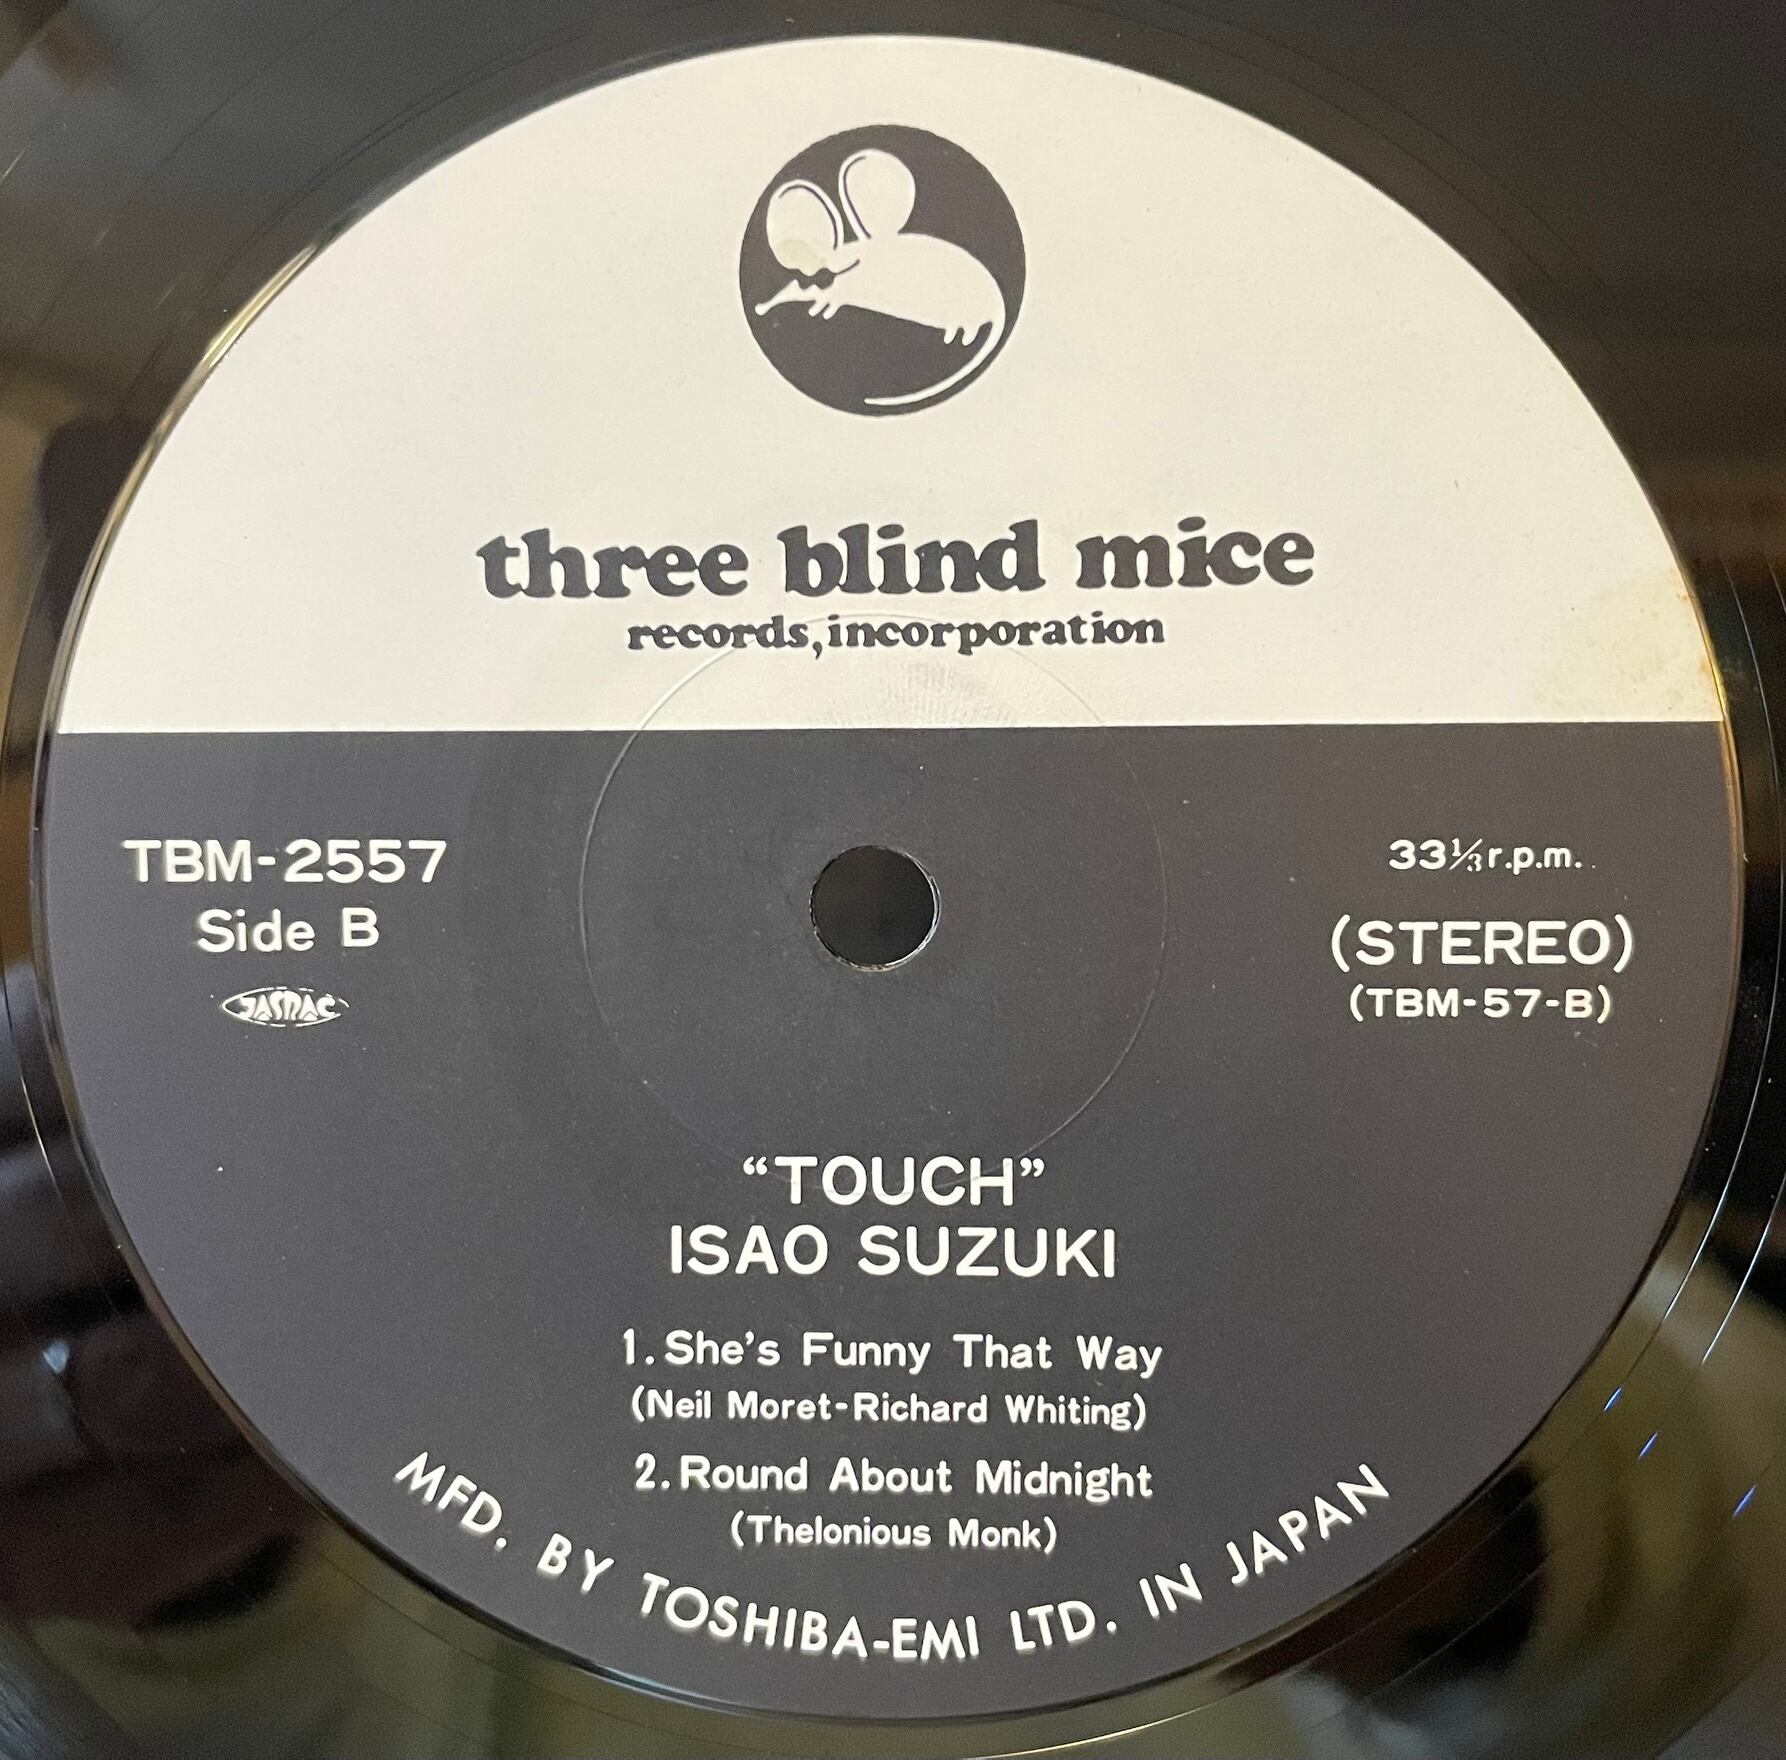 three blind mice
records, incorporation
TBM-2557
Side B
JASRAC
33⅓ r.p.m.
(STEREO)
(TBM-57-B)
“TOUCH”
ISAO SUZUKI
1. She’s Funny That Way
(Neil Moret-Richard Whiting)
2. Round About Midnight
(Thelonious Monk)
MFD. BY TOSHIBA-EMI LTD. IN JAPAN